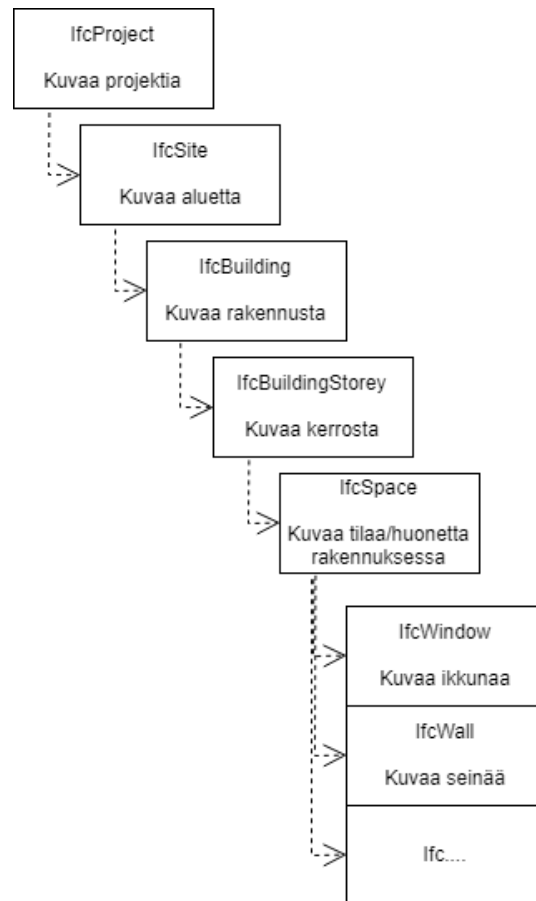 IfcProject
Kuvaa projektia
IfcSite
Kuvaa aluetta
IfcBuilding
Kuvaa rakennusta
IfcBuildingStorey
Kuvaa kerrosta
IfcSpace
Kuvaa tilaa/huonetta
rakennuksessa
IfcWindow
Kuvaa ikkunaa
IfcWall
Kuvaa seinää
Ifc....